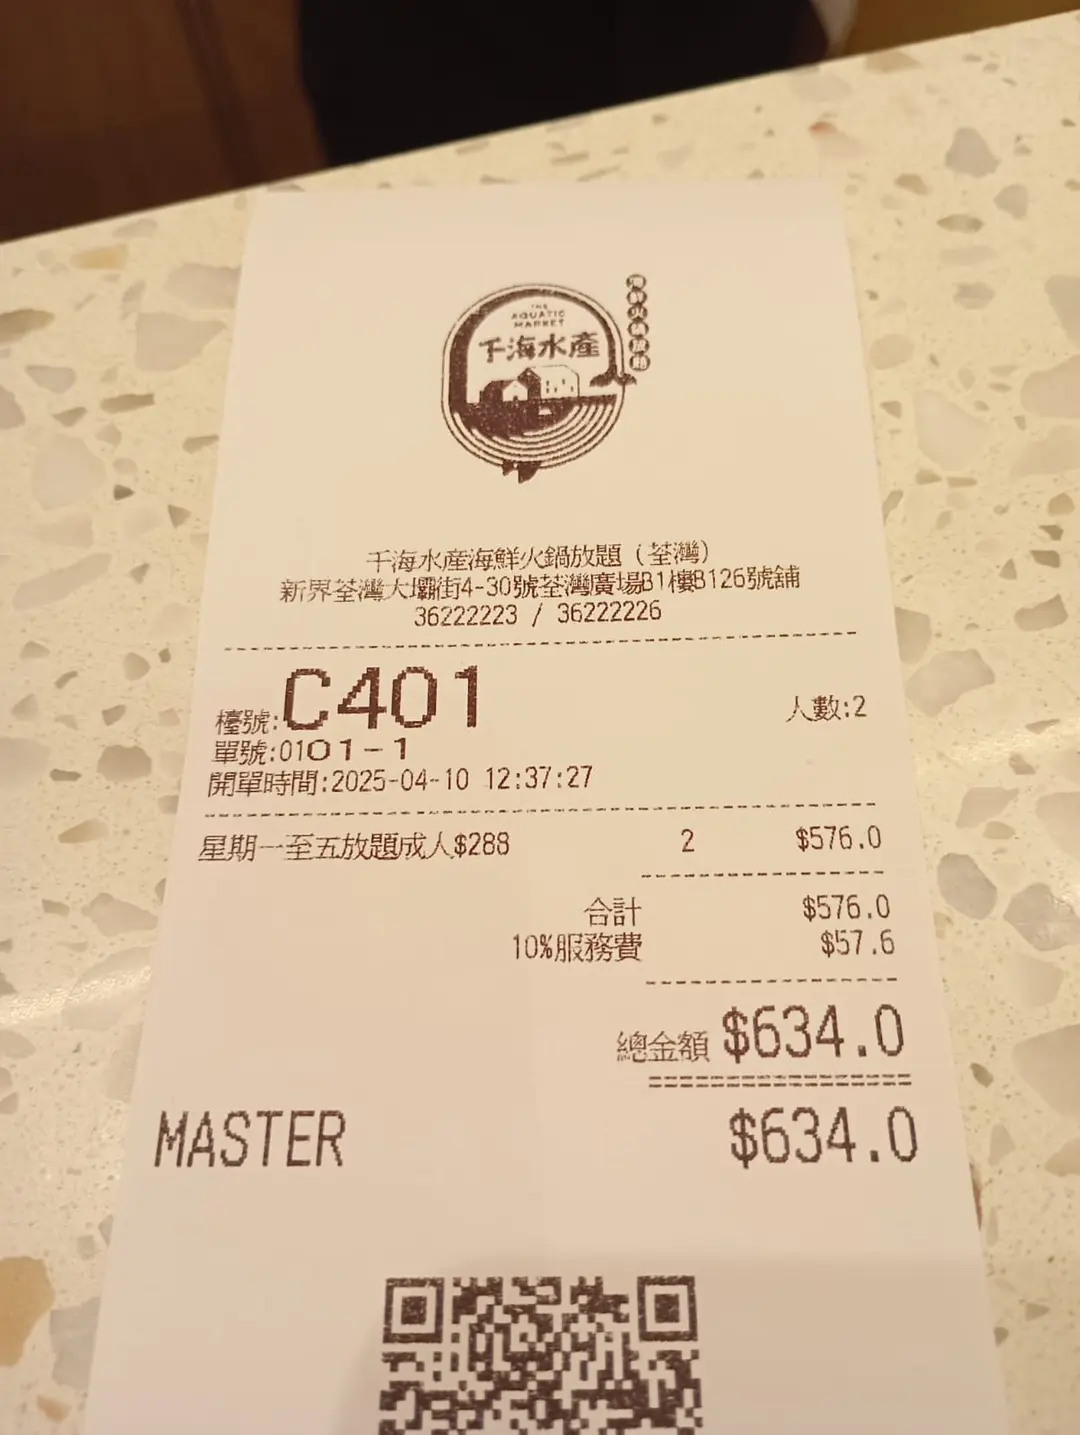 THE
AQUATIC
MARKET
千海水產
千海水產海鮮火鍋放題（荃灣）
新界荃灣大壩街4-30號荃灣廣場B1樓B126號舖
36222223 / 36222226
檯號:C401 人數:2
單號:0101-1
開單時間:2025-04-10 12:37:27
星期一至五放題成人$288 2 $576.0
合計 $576.0
10%服務費 $57.6
總金額 $634.0
MASTER $634.0